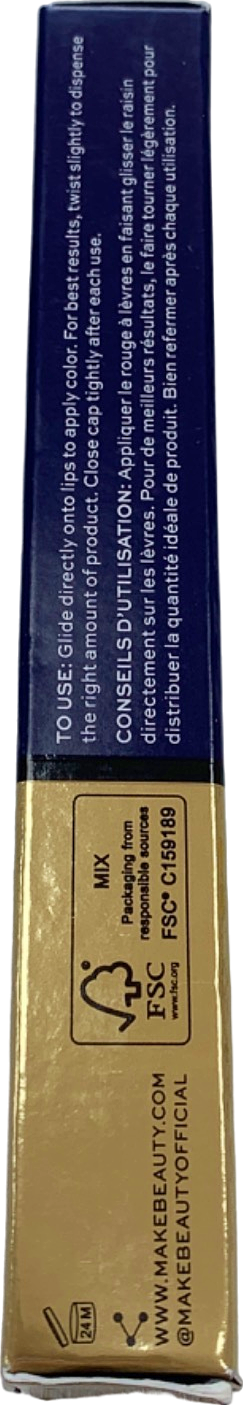 TO USE: Glide directly onto lips to apply color. For best results, twist slightly to dispense
the right amount of product. Close cap tightly after each use.
CONSEILS D'UTILISATION: Appliquer le rouge à lèvres en faisant glisser le raisin
directement sur les lèvres. Pour de meilleurs résultats, le faire tourner légèrement pour
distribuer la quantité idéale de produit. Bien refermer après chaque utilisation.
MIX
Packaging from
responsible sources
FSC® C159189
FSC
www.fsc.org
24 M
WWW.MAKEBEAUTY.COM
@MAKEBEAUTYOFFICIAL